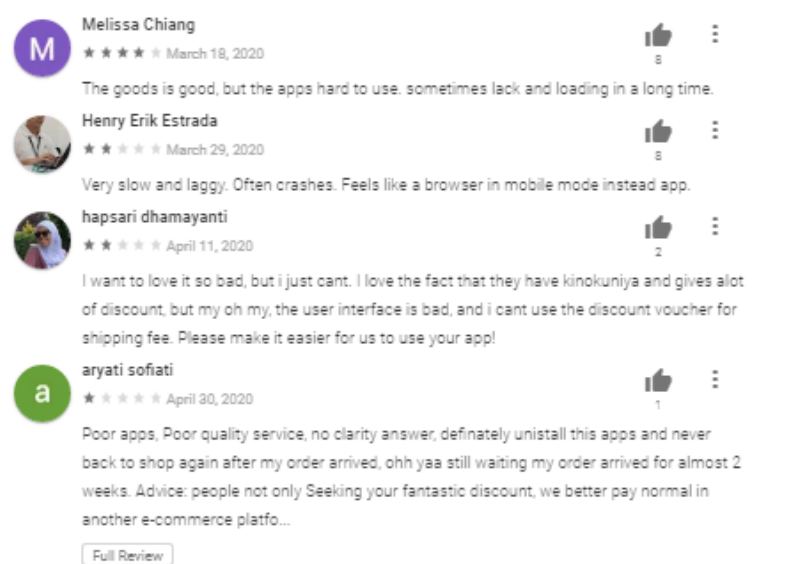 M
Melissa Chiang
March 18, 2020
8
The goods is good, but the apps hard to use. sometimes lack and loading in a long time.
Henry Erik Estrada
March 29, 2020
8
Very slow and laggy. Often crashes. Feels like a browser in mobile mode instead app.
hapsari dhamayanti
April 11, 2020
2
I want to love it so bad, but i just cant. I love the fact that they have kinokuniya and gives alot
of discount, but my oh my, the user interface is bad, and i cant use the discount voucher for
shipping fee. Please make it easier for us to use your app!
a
aryati sofiati
April 30, 2020
1
Poor apps, Poor quality service, no clarity answer, definately unistall this apps and never
back to shop again after my order arrived, ohh yaa still waiting my order arrived for almost 2
weeks. Advice: people not only Seeking your fantastic discount, we better pay normal in
another e-commerce platfo...
Full Review